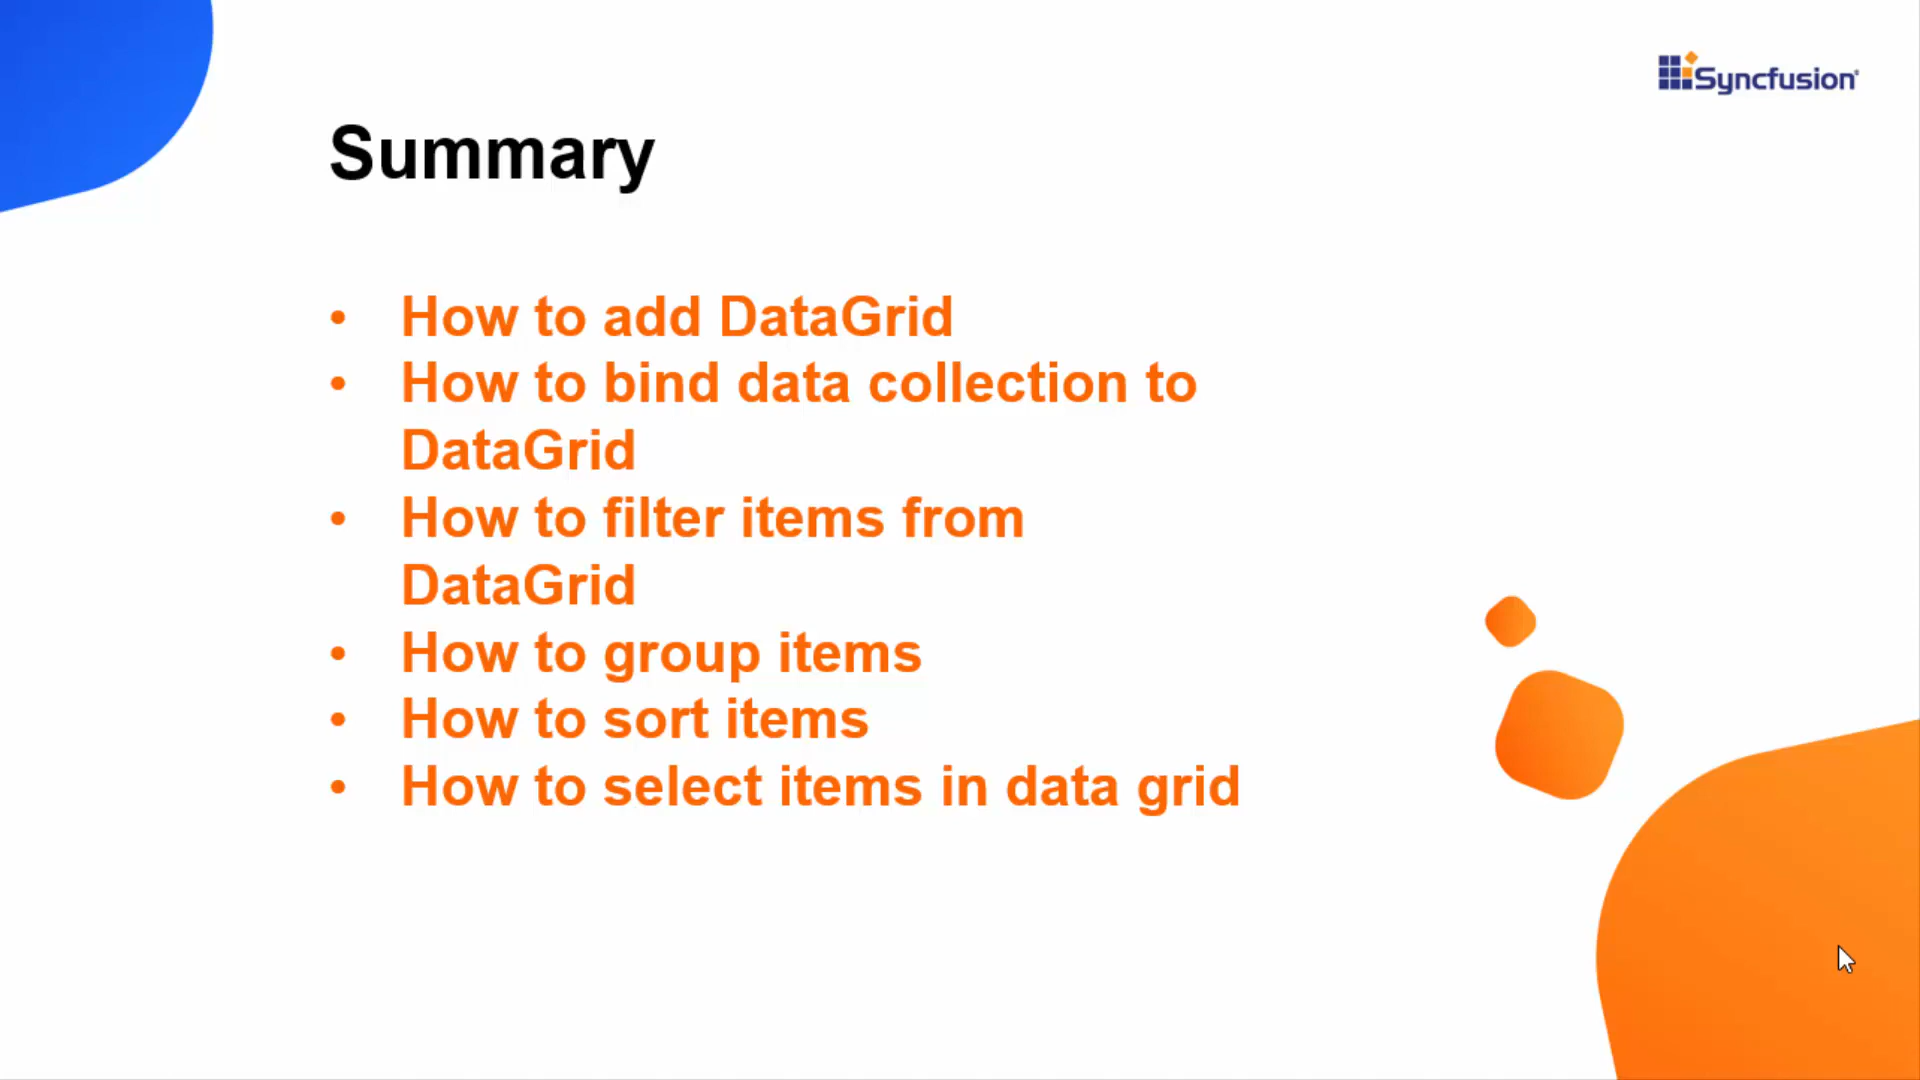 Syncfusion®
Summary
• How to add DataGrid
• How to bind data collection to
DataGrid
• How to filter items from
DataGrid
• How to group items
• How to sort items
• How to select items in data grid